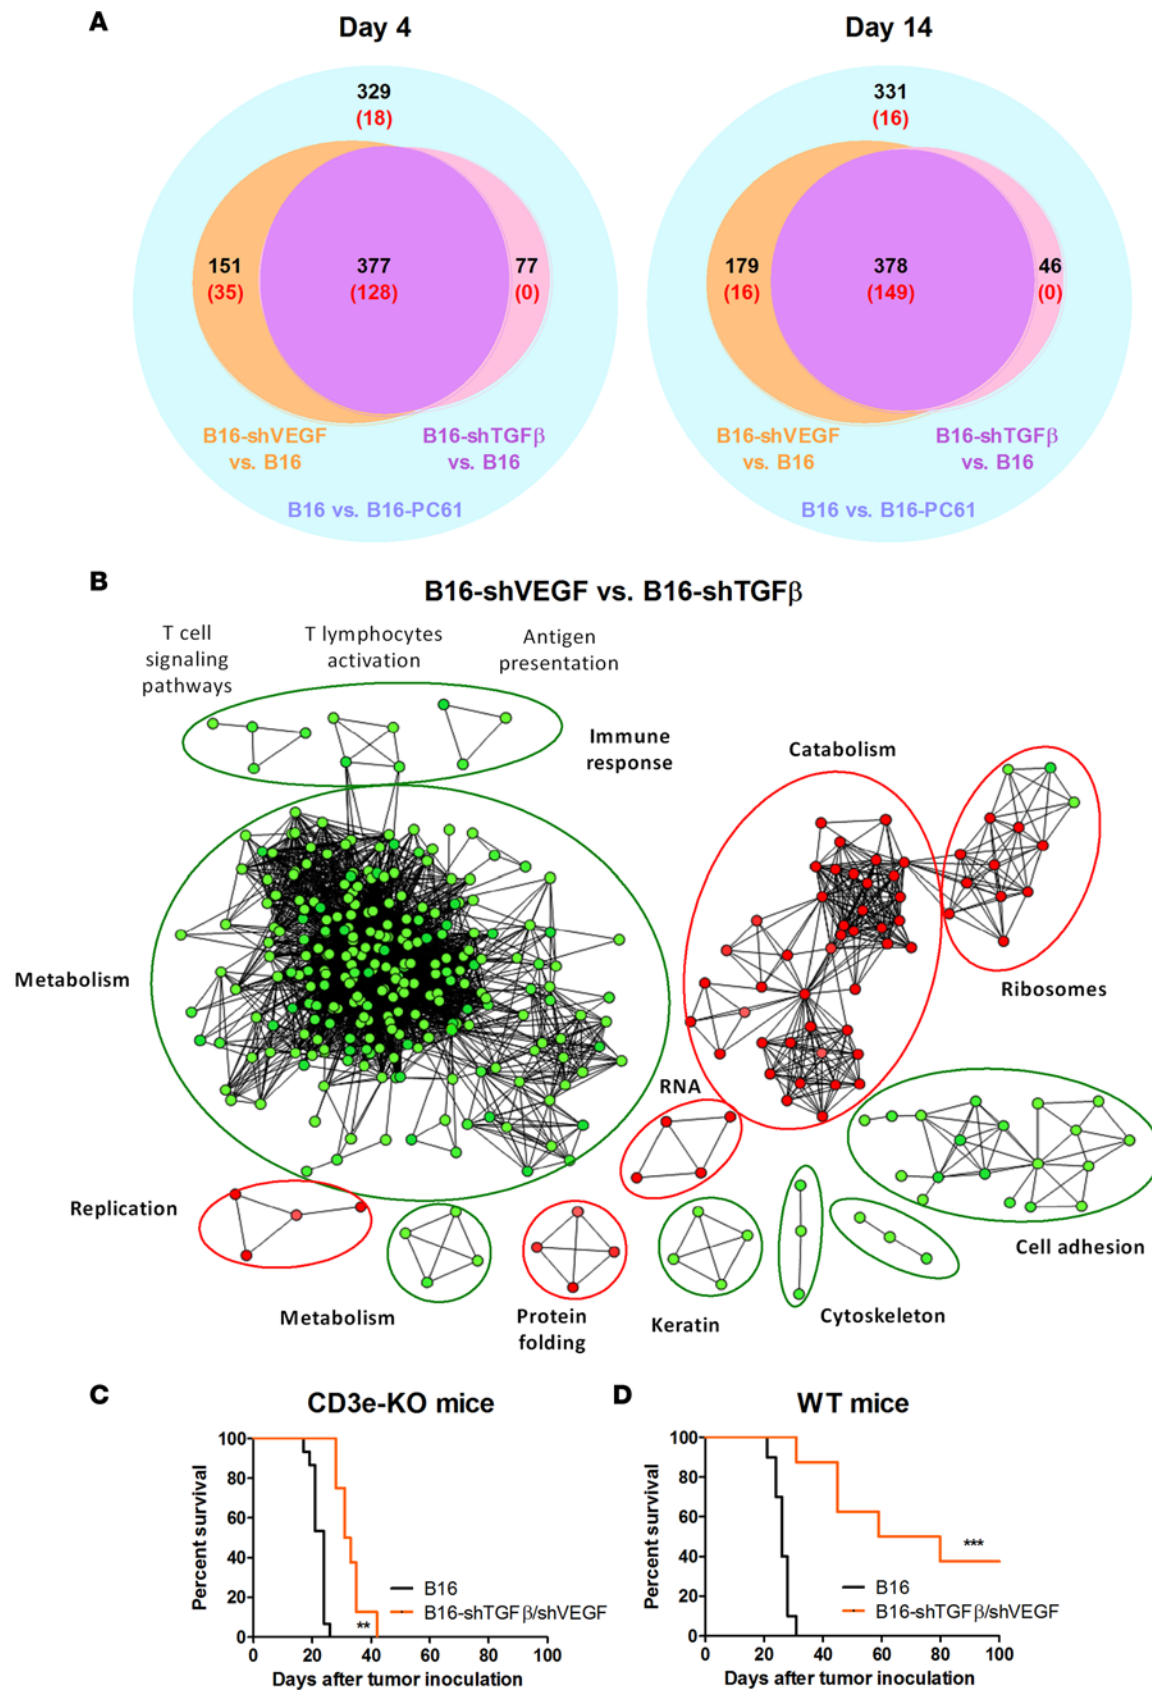 A
Day 4
Day 14
329
(18)
331
(16)
151
(35)
377
(128)
77
(0)
179
(16)
378
(149)
46
(0)
B16-shVEGF
vs. B16
B16-shTGFβ
vs. B16
B16-shVEGF
vs. B16
B16-shTGFβ
vs. B16
B16 vs. B16-PC61
B16 vs. B16-PC61
B
B16-shVEGF vs. B16-shTGFβ
T cell
signaling
pathways
T lymphocytes
activation
Antigen
presentation
Immune
response
Catabolism
Metabolism
Ribosomes
RNA
Replication
Cell adhesion
Metabolism
Protein
folding
Keratin
Cytoskeleton
C
CD3e-KO mice
Percent survival
100
80
60
40
20
0
B16
B16-shTGFβ/shVEGF
**
0 20 40 60 80 100
Days after tumor inoculation
D
WT mice
Percent survival
100
80
60
40
20
0
***
B16
B16-shTGFβ/shVEGF
0 20 40 60 80 100
Days after tumor inoculation